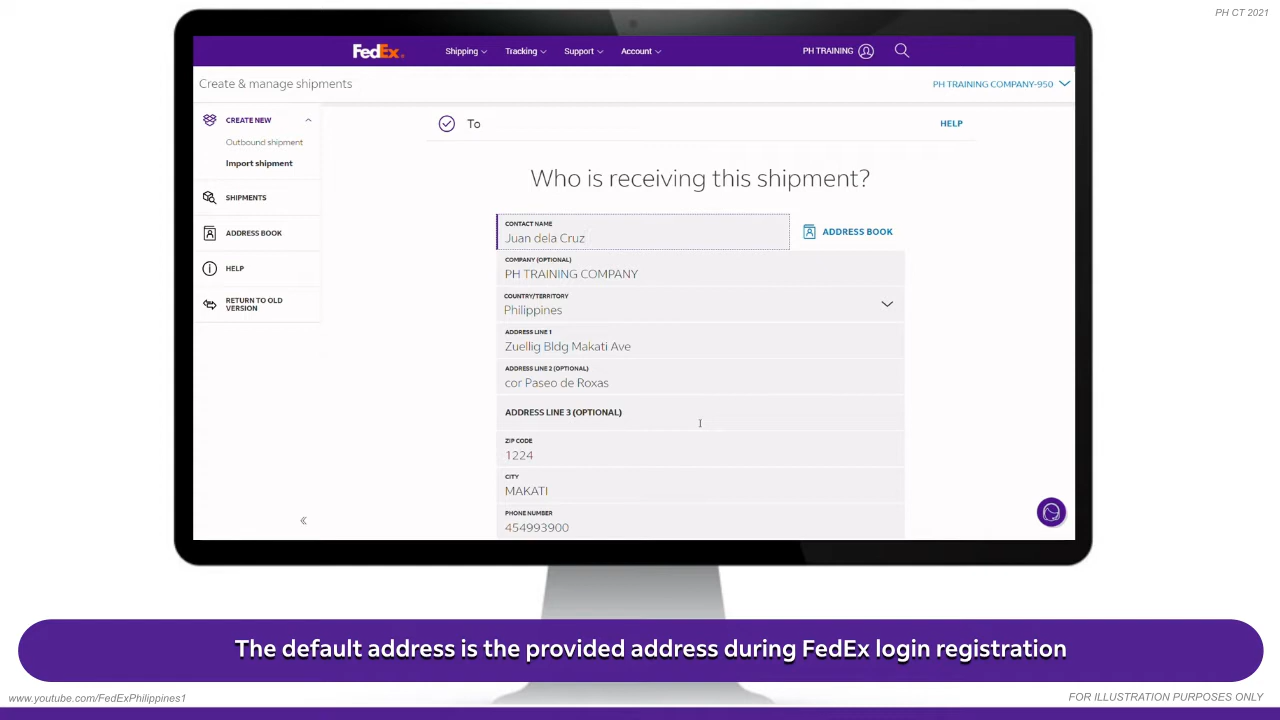 PH CT 2021
FedEx®
Shipping
Tracking
Support
Account
PH TRAINING
Create & manage shipments
PH TRAINING COMPANY-950
CREATE NEW
Outbound shipment
Import shipment
SHIPMENTS
ADDRESS BOOK
HELP
RETURN TO OLD
VERSION
To
HELP
Who is receiving this shipment?
CONTACT NAME
Juan dela Cruz
ADDRESS BOOK
COMPANY (OPTIONAL)
PH TRAINING COMPANY
COUNTRY/TERRITORY
Philippines
ADDRESS LINE 1
Zuellig Bldg Makati Ave
ADDRESS LINE 2 (OPTIONAL)
cor Paseo de Roxas
ADDRESS LINE 3 (OPTIONAL)
ZIP CODE
1224
CITY
MAKATI
PHONE NUMBER
454993900
The default address is the provided address during FedEx login registration
www.youtube.com/FedExPhilippines1
FOR ILLUSTRATION PURPOSES ONLY